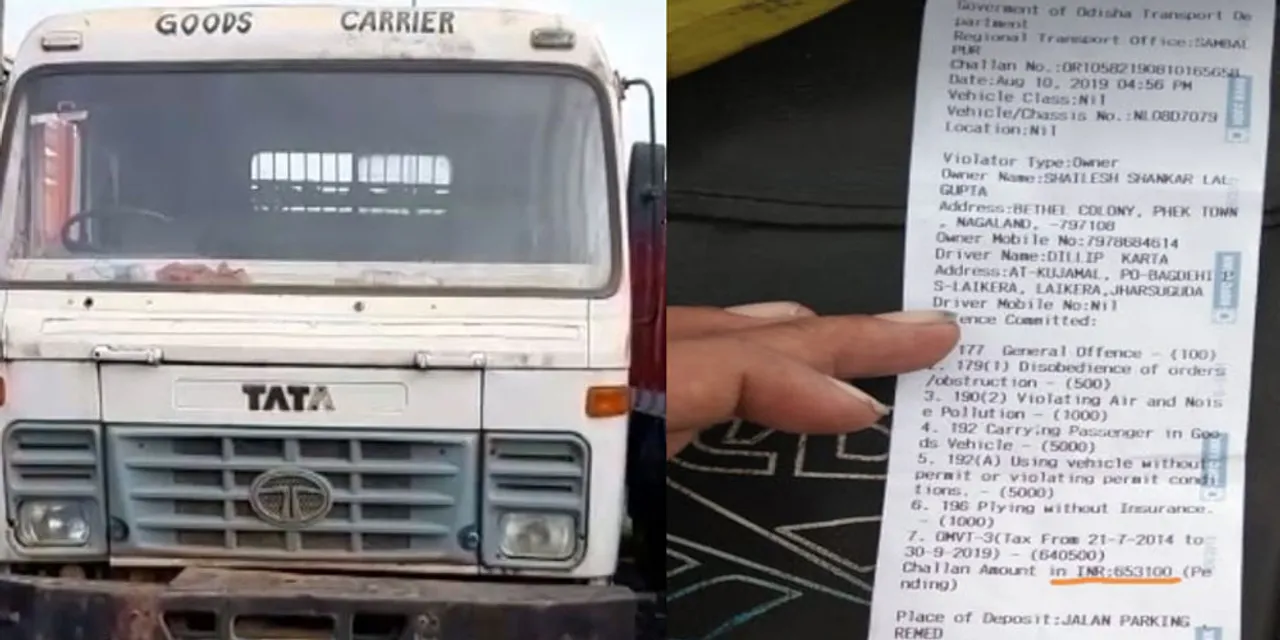 GOODS CARRIER
TATA
Goverment of Odisha Transport De
partment
Regional Transport Office:SAMBAL
PUR
Challan No.:OR10582190810165658
Date:Aug 10, 2019 04:56 PM
Vehicle Class:Nil
Vehicle/Chassis No.:NL08D7079
Location:Nil
Violator Type:Owner
Owner Name:SHAILESH SHANKAR LAL
GUPTA
Address:BETHEL COLONY, PHEK TOWN
, NAGALAND, -797108
Owner Mobile No:7978684614
Driver Name:DILLIP KARTA
Address:AT-KUJAMAL, PO-BAGDEHI P
S-LAIKERA, LAIKERA,JHARSUGUDA
Driver Mobile No:Nil
ence Committed:
177 General Offence - (100)
. 179(1) Disobedience of orders
/obstruction - (500)
3. 190(2) Violating Air and Nois
e Pollution - (1000)
4. 192 Carrying Passenger in Goo
ds Vehicle - (5000)
5. 192(A) Using vehicle without
permit or violating permit condi
tions. - (5000)
6. 196 Plying without Insurance.
- (1000)
7. OMVT-3(Tax From 21-7-2014 to
30-9-2019) - (640500)
Challan Amount in INR:653100 (Pe
nding)
Place of Deposit:JALAN PARKING
REMED